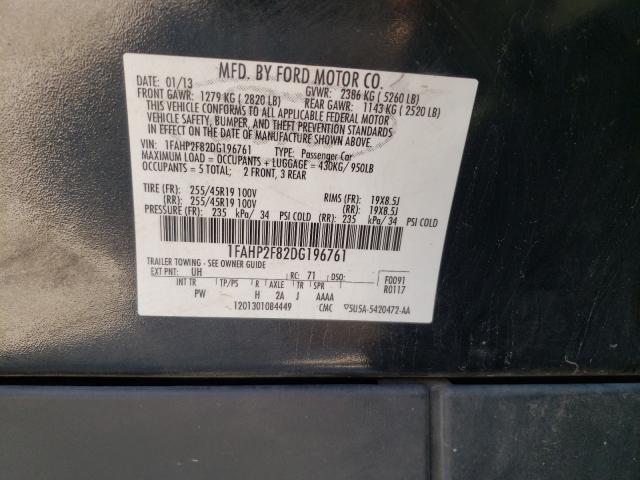 MFD. BY FORD MOTOR CO.
DATE: 01/13 GVWR: 2386 KG (5260 LB)
FRONT GAWR: 1279 KG (2820 LB) REAR GAWR: 1143 KG (2520 LB)
THIS VEHICLE CONFORMS TO ALL APPLICABLE FEDERAL MOTOR
VEHICLE SAFETY, BUMPER, AND THEFT PREVENTION STANDARDS
IN EFFECT ON THE DATE OF MANUFACTURE SHOWN ABOVE.
VIN: 1FAHP2F82DG196761 TYPE: Passenger Car
MAXIMUM LOAD = OCCUPANTS + LUGGAGE = 430KG/950LB
OCCUPANTS = 5 TOTAL; 2 FRONT, 3 REAR
TIRE (FR): 255/45R19 100V RIMS (FR): 19X8.5J
(RR): 255/45R19 100V (RR): 19X8.5J
PRESSURE (FR): 235 kPa/ 34 PSI COLD (RR): 235 kPa/34 PSI COLD
1FAHP2F82DG196761
TRAILER TOWING - SEE OWNER GUIDE
EXT PNT: UH RC: 71 DSO: F0091
R0117
INT TR TP/PS R AXLE TR SPR
PW H 2A J AAAA
1201301084449 CMC 5U5A-5420472-AA